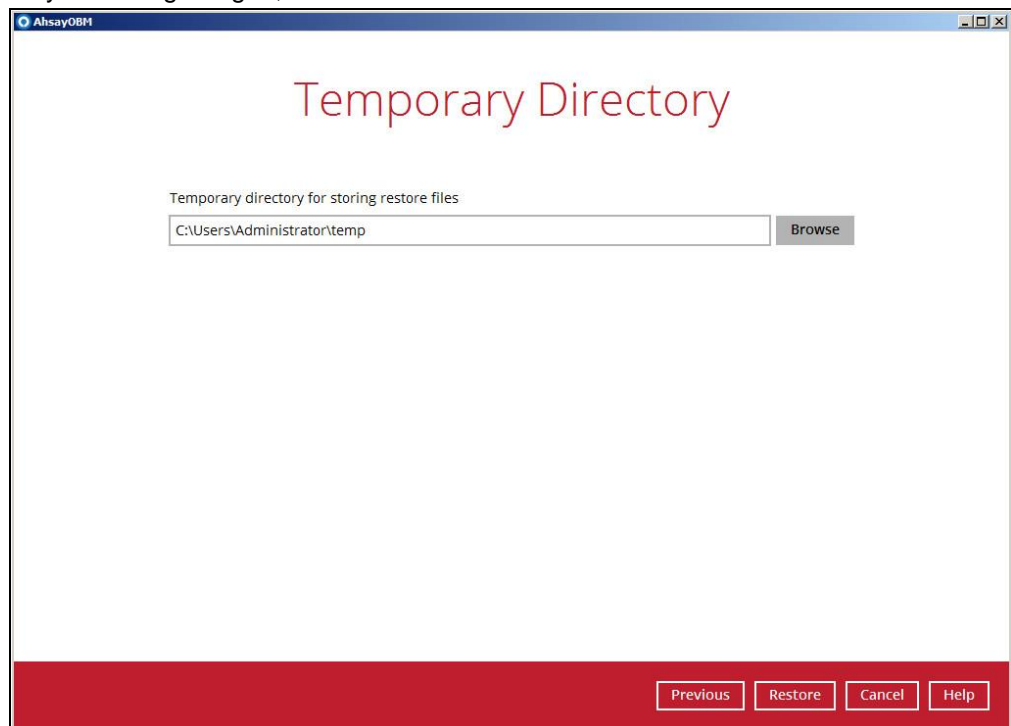 AhsayOBM
Temporary Directory
Temporary directory for storing restore files
C:\Users\Administrator\temp
Browse
Previous Restore Cancel Help